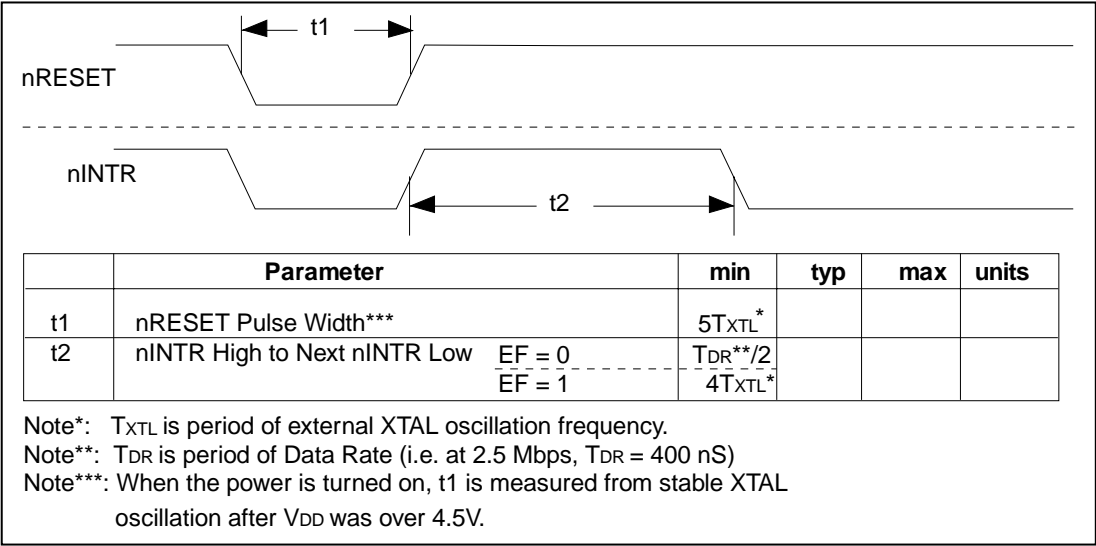 t1
nRESET
nINTR
t2
Parameter min typ max units
t1 nRESET Pulse Width*** 5TXTL*
t2 nINTR High to Next nINTR Low EF = 0 TDR**/2
EF = 1 4TXTL*
Note*: TXTL is period of external XTAL oscillation frequency.
Note**: TDR is period of Data Rate (i.e. at 2.5 Mbps, TDR = 400 nS)
Note***: When the power is turned on, t1 is measured from stable XTAL
oscillation after VDD was over 4.5V.